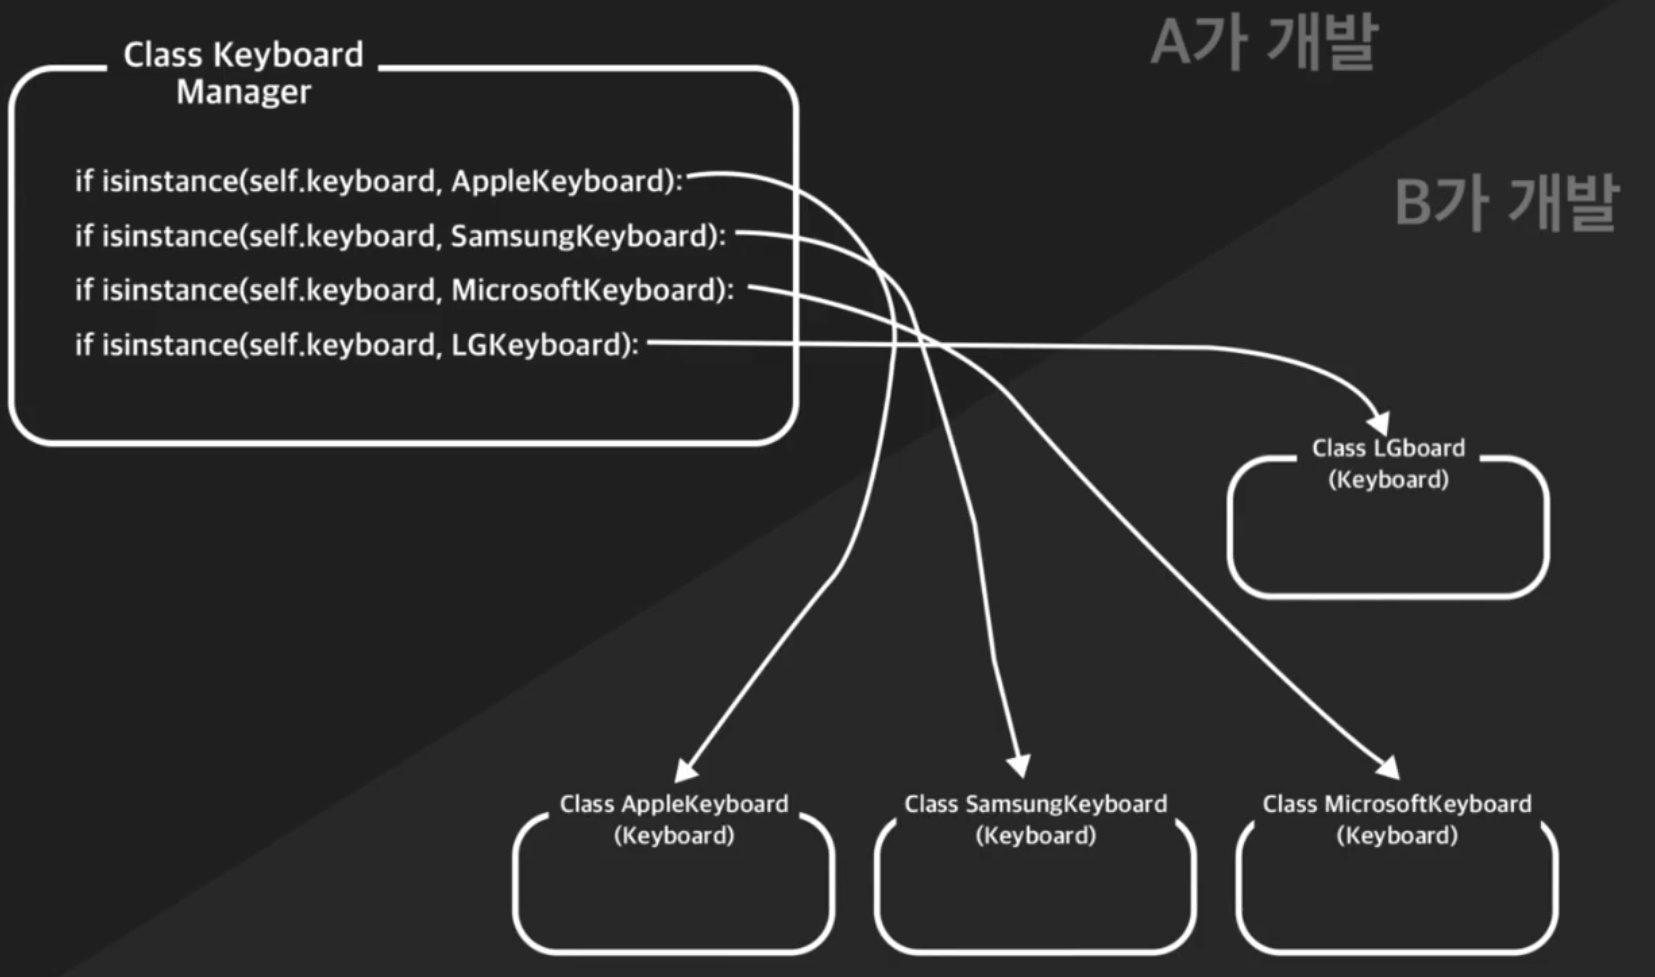 Class Keyboard
Manager
A가 개발
B가 개발
if isinstance(self.keyboard, AppleKeyboard):
if isinstance(self.keyboard, SamsungKeyboard):
if isinstance(self.keyboard, MicrosoftKeyboard):
if isinstance(self.keyboard, LGKeyboard):
Class LGboard
(Keyboard)
Class AppleKeyboard
(Keyboard)
Class SamsungKeyboard
(Keyboard)
Class MicrosoftKeyboard
(Keyboard)